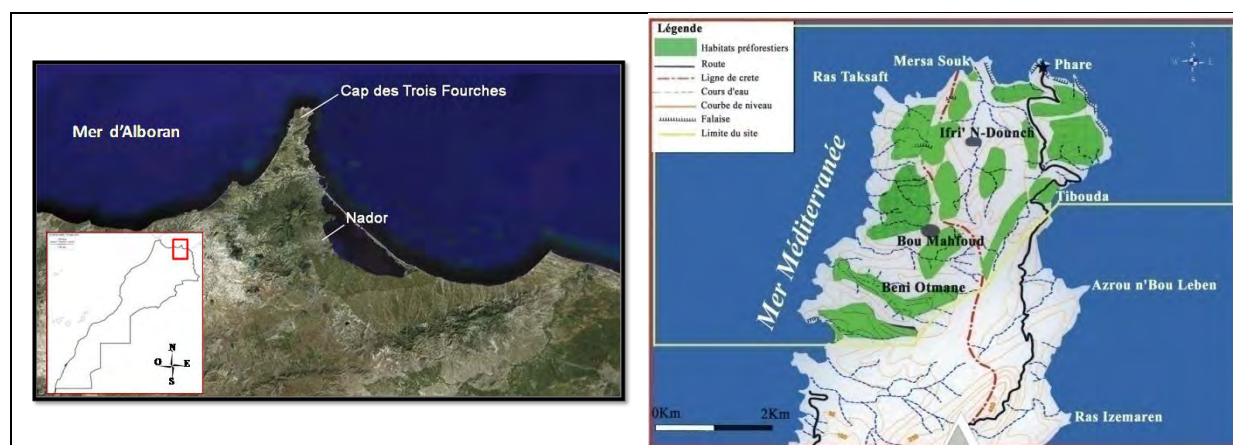 Cap des Trois Fourches
Mer d'Alboran
Nador
N
O E
S
Légende
Habitats préforestiers
Route
Ligne de crete
Cours d'eau
Courbe de niveau
Falaise
Limite du site
Mersa Souk
Phare
Ras Taksaft
Ifri' N-Dounch
Tibouda
Bou Mahfoud
Mer Méditerranée
Beni Otmane
Azrou n'Bou Leben
Ras Izemaren
0Km 2Km